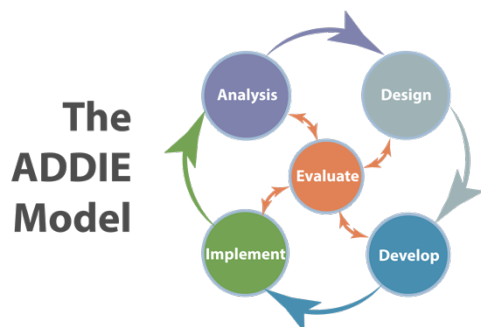 The
ADDIE
Model
Analysis
Design
Evaluate
Implement
Develop